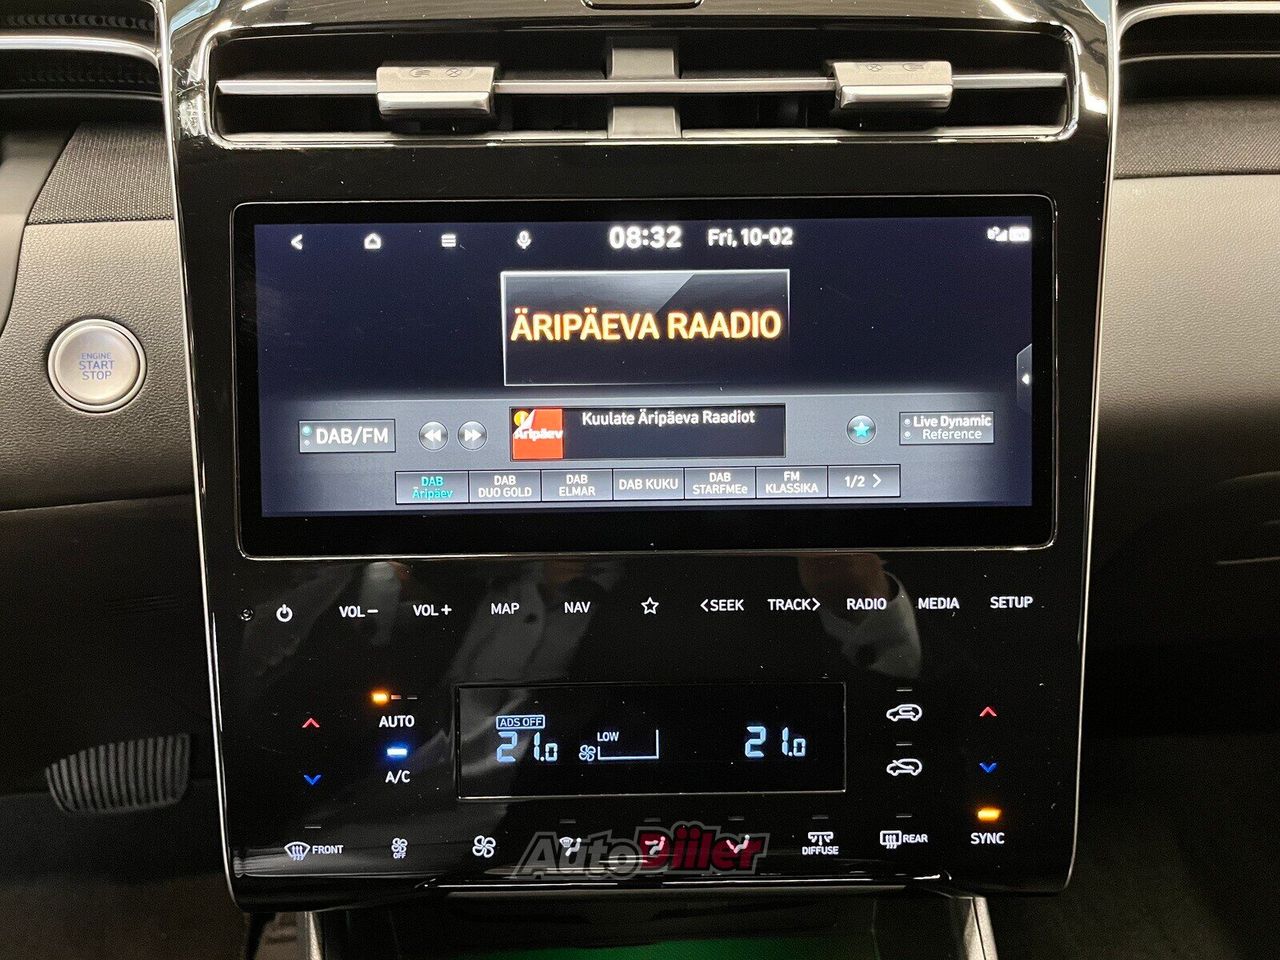 08:32 Fri, 10-02
ÄRIPÄEVA RAADIO
DAB/FM
Äripäev
Kuulate Äripäeva Raadiot
Live Dynamic
Reference
DAB
Äripäev
DAB
DUO GOLD
DAB
ELMAR
DAB KUKU
DAB
STARFMEe
FM
KLASSIKA
1/2 >
ENGINE
START
STOP
VOL− VOL+ MAP NAV <SEEK TRACK> RADIO MEDIA SETUP
AUTO
A/C
ADS OFF
21.0 LOW 21.0
SYNC
FRONT OFF DIFFUSE REAR
AutoDiiler